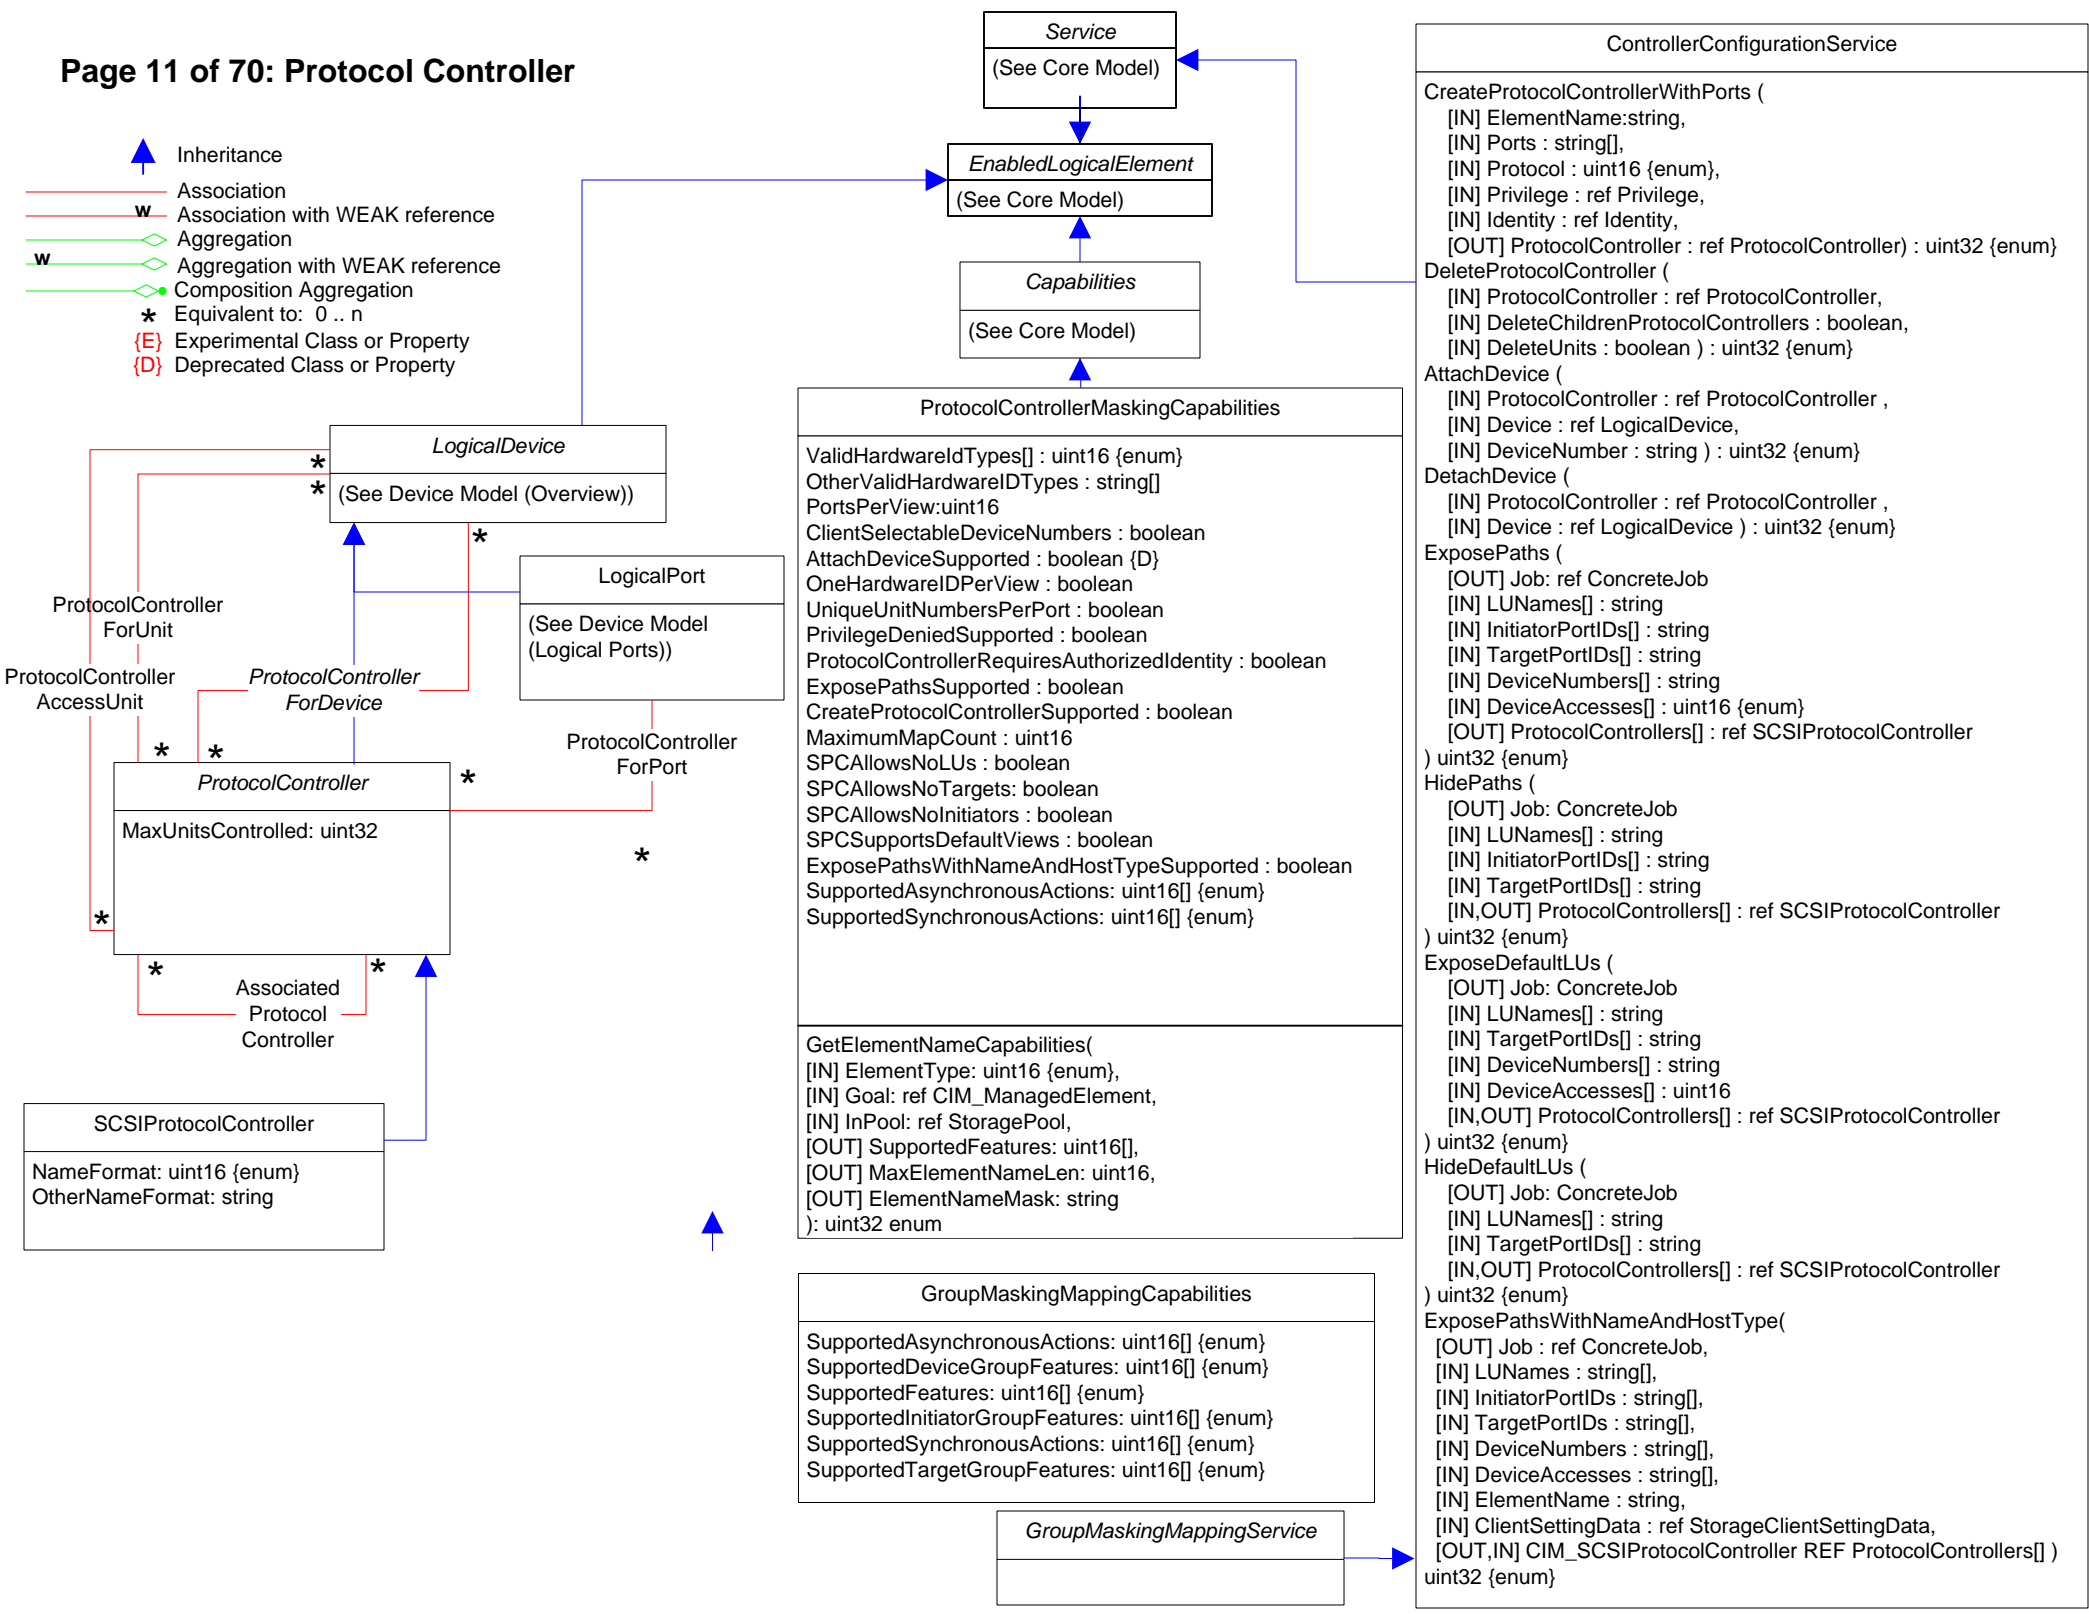 Page 11 of 70: Protocol Controller
Inheritance
Association
w
Association with WEAK reference
Aggregation
w
Aggregation with WEAK reference
Composition Aggregation
*
Equivalent to: 0 .. n
{E} Experimental Class or Property
{D} Deprecated Class or Property
Service
(See Core Model)
EnabledLogicalElement
(See Core Model)
Capabilities
(See Core Model)
LogicalDevice
(See Device Model (Overview))
*
*
*
LogicalPort
(See Device Model
(Logical Ports))
ProtocolController
ForUnit
ProtocolController
AccessUnit
ProtocolController
ForDevice
ProtocolController
ForPort
*
*
*
*
ProtocolController
MaxUnitsControlled: uint32
*
*
*
Associated
Protocol
Controller
SCSIProtocolController
NameFormat: uint16 {enum}
OtherNameFormat: string
ProtocolControllerMaskingCapabilities
ValidHardwareIdTypes[] : uint16 {enum}
OtherValidHardwareIDTypes : string[]
PortsPerView:uint16
ClientSelectableDeviceNumbers : boolean
AttachDeviceSupported : boolean {D}
OneHardwareIDPerView : boolean
UniqueUnitNumbersPerPort : boolean
PrivilegeDeniedSupported : boolean
ProtocolControllerRequiresAuthorizedIdentity : boolean
ExposePathsSupported : boolean
CreateProtocolControllerSupported : boolean
MaximumMapCount : uint16
SPCAllowsNoLUs : boolean
SPCAllowsNoTargets: boolean
SPCAllowsNoInitiators : boolean
SPCSupportsDefaultViews : boolean
ExposePathsWithNameAndHostTypeSupported : boolean
SupportedAsynchronousActions: uint16[] {enum}
SupportedSynchronousActions: uint16[] {enum}
GetElementNameCapabilities(
[IN] ElementType: uint16 {enum},
[IN] Goal: ref CIM_ManagedElement,
[IN] InPool: ref StoragePool,
[OUT] SupportedFeatures: uint16[],
[OUT] MaxElementNameLen: uint16,
[OUT] ElementNameMask: string
): uint32 enum
GroupMaskingMappingCapabilities
SupportedAsynchronousActions: uint16[] {enum}
SupportedDeviceGroupFeatures: uint16[] {enum}
SupportedFeatures: uint16[] {enum}
SupportedInitiatorGroupFeatures: uint16[] {enum}
SupportedSynchronousActions: uint16[] {enum}
SupportedTargetGroupFeatures: uint16[] {enum}
GroupMaskingMappingService
ControllerConfigurationService
CreateProtocolControllerWithPorts (
[IN] ElementName:string,
[IN] Ports : string[],
[IN] Protocol : uint16 {enum},
[IN] Privilege : ref Privilege,
[IN] Identity : ref Identity,
[OUT] ProtocolController : ref ProtocolController) : uint32 {enum}
DeleteProtocolController (
[IN] ProtocolController : ref ProtocolController,
[IN] DeleteChildrenProtocolControllers : boolean,
[IN] DeleteUnits : boolean ) : uint32 {enum}
AttachDevice (
[IN] ProtocolController : ref ProtocolController ,
[IN] Device : ref LogicalDevice,
[IN] DeviceNumber : string ) : uint32 {enum}
DetachDevice (
[IN] ProtocolController : ref ProtocolController ,
[IN] Device : ref LogicalDevice ) : uint32 {enum}
ExposePaths (
[OUT] Job: ref ConcreteJob
[IN] LUNames[] : string
[IN] InitiatorPortIDs[] : string
[IN] TargetPortIDs[] : string
[IN] DeviceNumbers[] : string
[IN] DeviceAccesses[] : uint16 {enum}
[OUT] ProtocolControllers[] : ref SCSIProtocolController
) uint32 {enum}
HidePaths (
[OUT] Job: ConcreteJob
[IN] LUNames[] : string
[IN] InitiatorPortIDs[] : string
[IN] TargetPortIDs[] : string
[IN,OUT] ProtocolControllers[] : ref SCSIProtocolController
) uint32 {enum}
ExposeDefaultLUs (
[OUT] Job: ConcreteJob
[IN] LUNames[] : string
[IN] TargetPortIDs[] : string
[IN] DeviceNumbers[] : string
[IN] DeviceAccesses[] : uint16
[IN,OUT] ProtocolControllers[] : ref SCSIProtocolController
) uint32 {enum}
HideDefaultLUs (
[OUT] Job: ConcreteJob
[IN] LUNames[] : string
[IN] TargetPortIDs[] : string
[IN,OUT] ProtocolControllers[] : ref SCSIProtocolController
) uint32 {enum}
ExposePathsWithNameAndHostType(
[OUT] Job : ref ConcreteJob,
[IN] LUNames : string[],
[IN] InitiatorPortIDs : string[],
[IN] TargetPortIDs : string[],
[IN] DeviceNumbers : string[],
[IN] DeviceAccesses : string[],
[IN] ElementName : string,
[IN] ClientSettingData : ref StorageClientSettingData,
[OUT,IN] CIM_SCSIProtocolController REF ProtocolControllers[] )
uint32 {enum}